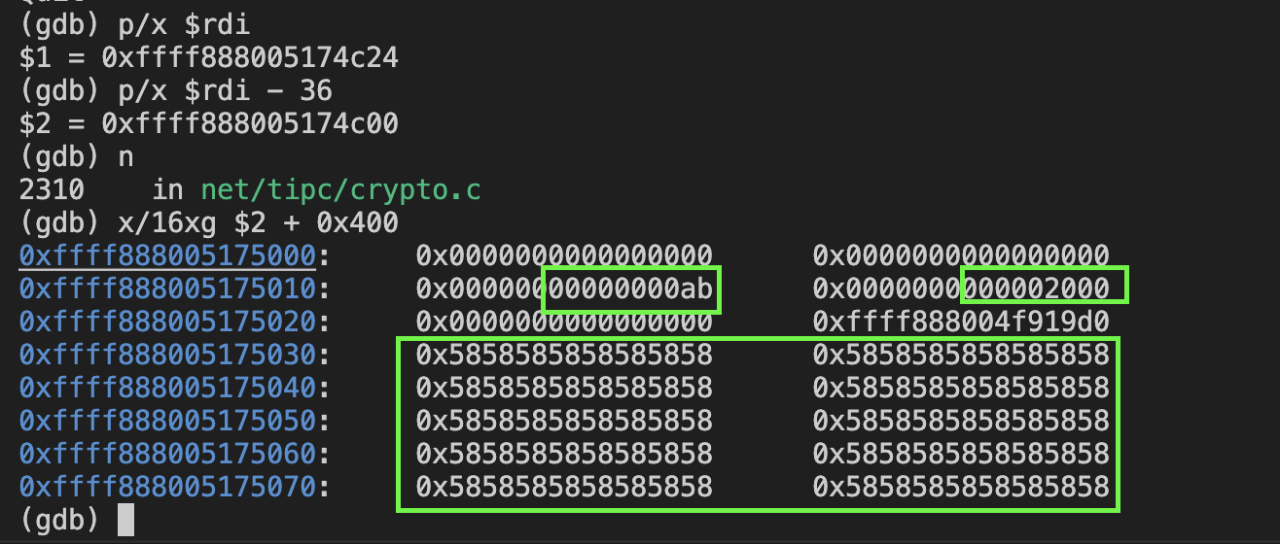 (gdb) p/x $rdi
$1 = 0xffff888005174c24
(gdb) p/x $rdi - 36
$2 = 0xffff888005174c00
(gdb) n
2310    in net/tipc/crypto.c
(gdb) x/16xg $2 + 0x400
0xffff888005175000:     0x0000000000000000      0x0000000000000000
0xffff888005175010:     0x00000000000000ab      0x0000000000002000
0xffff888005175020:     0x0000000000000000      0xffff888004f919d0
0xffff888005175030:     0x5858585858585858      0x5858585858585858
0xffff888005175040:     0x5858585858585858      0x5858585858585858
0xffff888005175050:     0x5858585858585858      0x5858585858585858
0xffff888005175060:     0x5858585858585858      0x5858585858585858
0xffff888005175070:     0x5858585858585858      0x5858585858585858
(gdb)